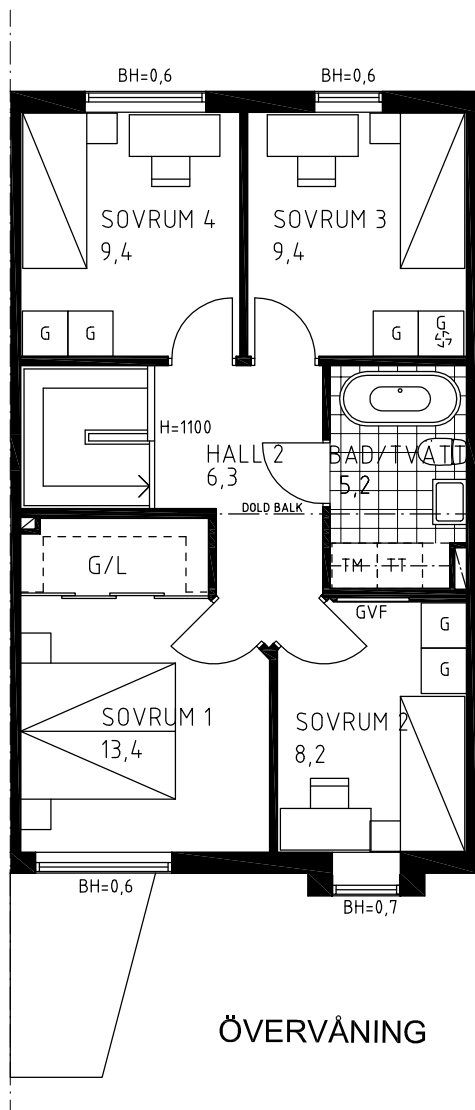 BH=0,6
BH=0,6
SOVRUM 4
9,4
SOVRUM 3
9,4
G
G
G
G
H=1100
HALL 2
6,3
BAD/TVÄTT
5,2
DOLD BALK
G/L
TM
TT
GVF
G
G
SOVRUM 1
13,4
SOVRUM 2
8,2
BH=0,6
BH=0,7
ÖVERVÅNING